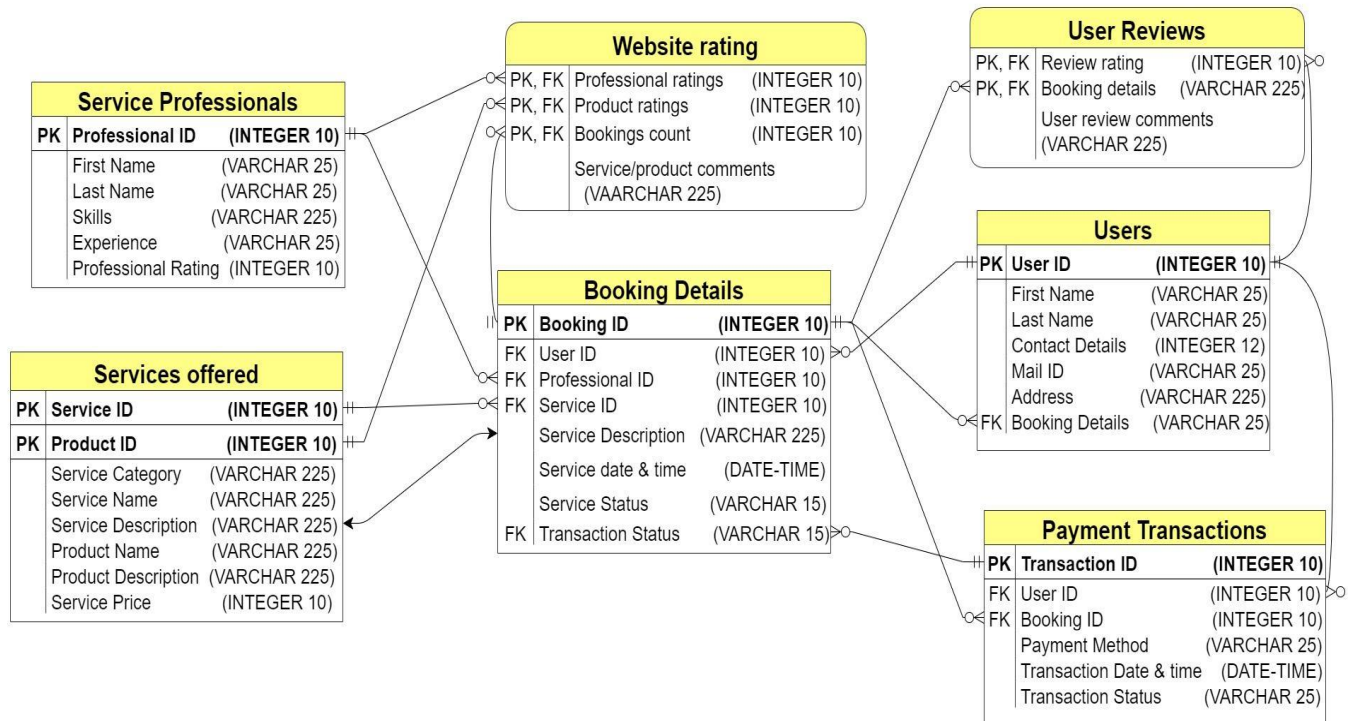 Service Professionals
PK Professional ID (INTEGER 10)
First Name (VARCHAR 25)
Last Name (VARCHAR 25)
Skills (VARCHAR 225)
Experience (VARCHAR 25)
Professional Rating (INTEGER 10)
Services offered
PK Service ID (INTEGER 10)
PK Product ID (INTEGER 10)
Service Category (VARCHAR 225)
Service Name (VARCHAR 225)
Service Description (VARCHAR 225)
Product Name (VARCHAR 225)
Product Description (VARCHAR 225)
Service Price (INTEGER 10)
Website rating
PK, FK Professional ratings (INTEGER 10)
PK, FK Product ratings (INTEGER 10)
PK, FK Bookings count (INTEGER 10)
Service/product comments
(VAARCHAR 225)
Booking Details
PK Booking ID (INTEGER 10)
FK User ID (INTEGER 10)
FK Professional ID (INTEGER 10)
FK Service ID (INTEGER 10)
Service Description (VARCHAR 225)
Service date & time (DATE-TIME)
Service Status (VARCHAR 15)
FK Transaction Status (VARCHAR 15)
User Reviews
PK, FK Review rating (INTEGER 10)
PK, FK Booking details (VARCHAR 225)
User review comments
(VARCHAR 225)
Users
PK User ID (INTEGER 10)
First Name (VARCHAR 25)
Last Name (VARCHAR 25)
Contact Details (INTEGER 12)
Mail ID (VARCHAR 25)
Address (VARCHAR 225)
FK Booking Details (VARCHAR 25)
Payment Transactions
PK Transaction ID (INTEGER 10)
FK User ID (INTEGER 10)
FK Booking ID (INTEGER 10)
Payment Method (VARCHAR 25)
Transaction Date & time (DATE-TIME)
Transaction Status (VARCHAR 25)